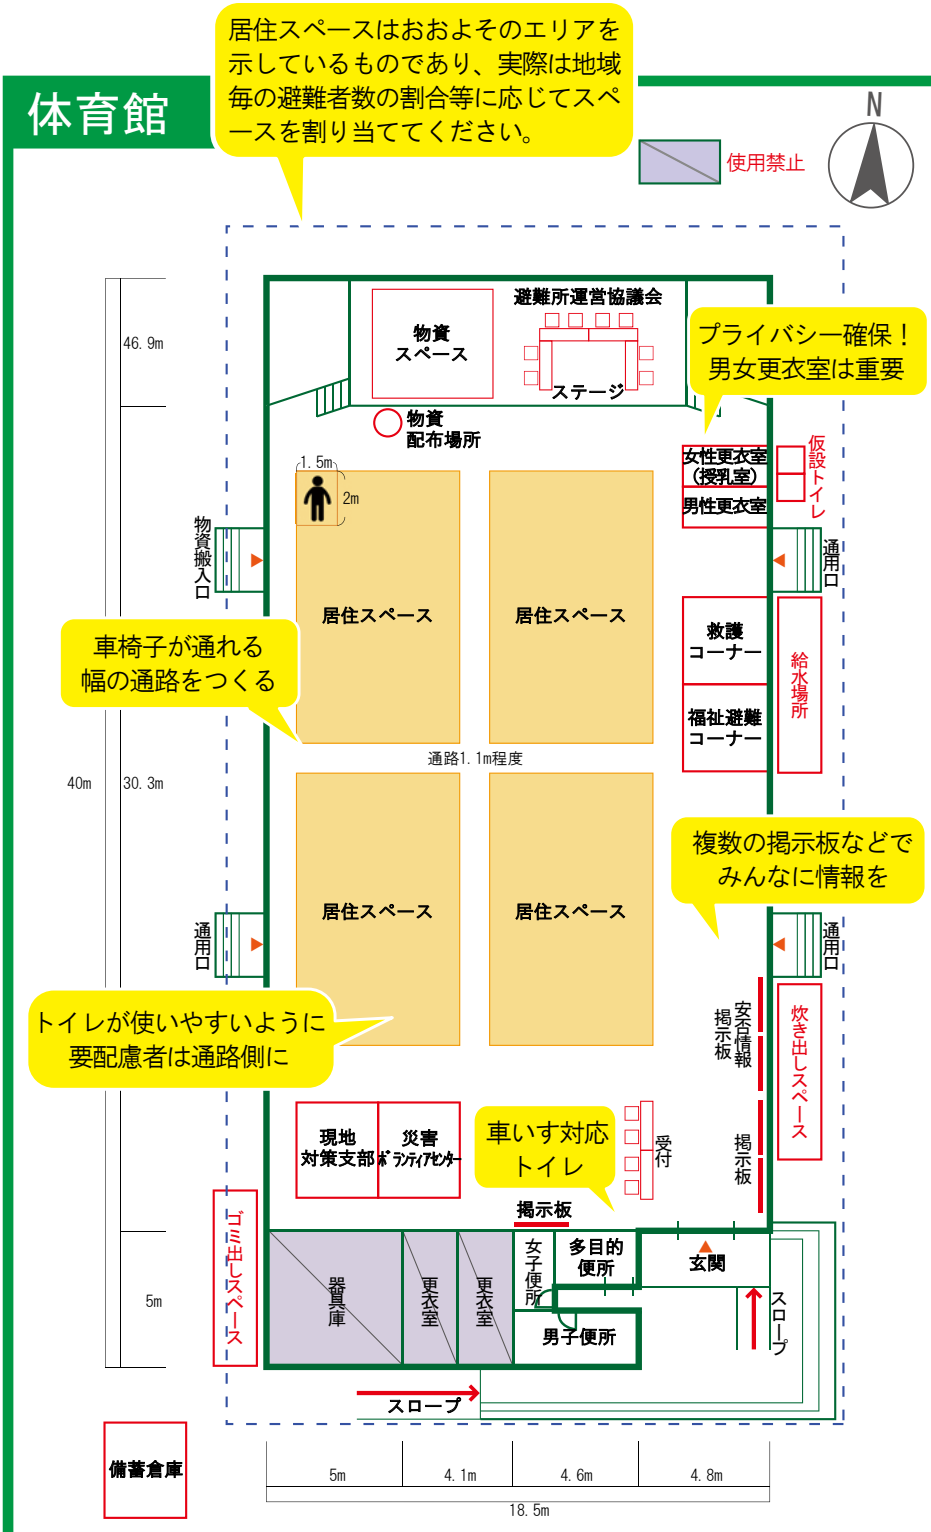 居住スペースはおおよそのエリアを
示しているものであり、実際は地域
毎の避難者数の割合等に応じてスペ
ースを割り当ててください。
体育館
N
使用禁止
46.9m
物資
スペース
避難所運営協議会
ステージ
プライバシー確保！
男女更衣室は重要
物資
配布場所
女性更衣室
（授乳室）
男性更衣室
仮設トイレ
1.5m
2m
物資搬入口
通用口
居住スペース
居住スペース
救護
コーナー
給水場所
車椅子が通れる
幅の通路をつくる
福祉避難
コーナー
通路1.1m程度
40m
30.3m
複数の掲示板などで
みんなに情報を
居住スペース
居住スペース
通用口
通用口
トイレが使いやすいように
要配慮者は通路側に
安否情報
掲示板
炊き出しスペース
現地
対策支部
災害
ボランティアセンター
車いす対応
トイレ
受付
掲示板
掲示板
ゴミ出しスペース
5m
器具庫
更衣室
更衣室
女子便所
多目的
便所
玄関
男子便所
スロープ
スロープ
備蓄倉庫
5m
4.1m
4.6m
4.8m
18.5m